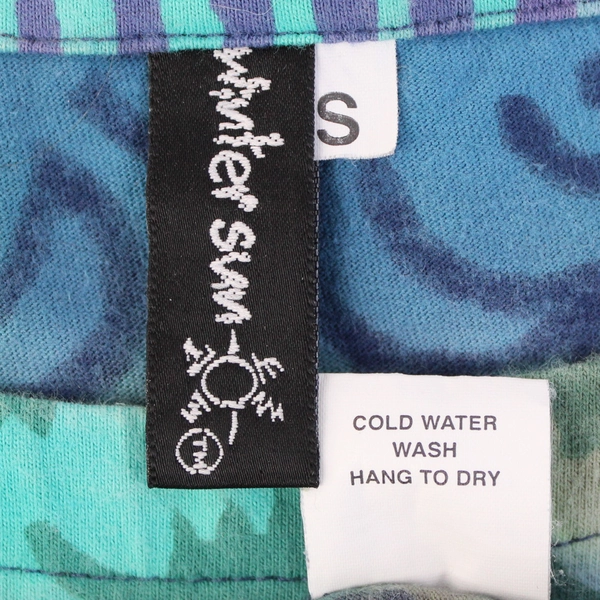 winter sun
TM
S
COLD WATER
WASH
HANG TO DRY